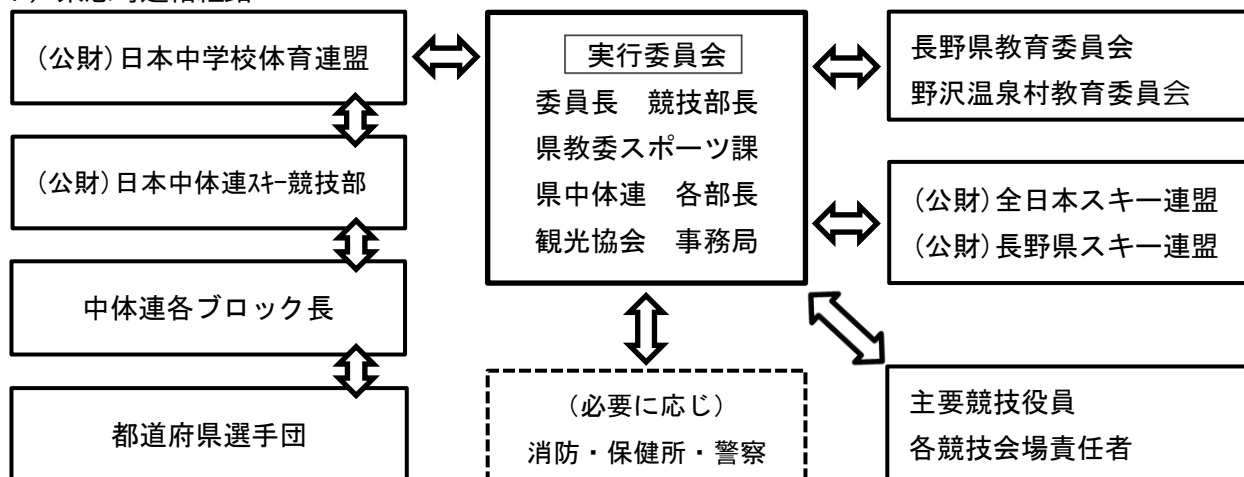 (公財)日本中学校体育連盟
(公財)日本中体連ｽｷｰ競技部
中体連各ブロック長
都道府県選手団
実行委員会
委員長　競技部長
県教委スポーツ課
県中体連　各部長
観光協会　事務局
(必要に応じ)
消防・保健所・警察
長野県教育委員会
野沢温泉村教育委員会
(公財)全日本スキー連盟
(公財)長野県スキー連盟
主要競技役員
各競技会場責任者